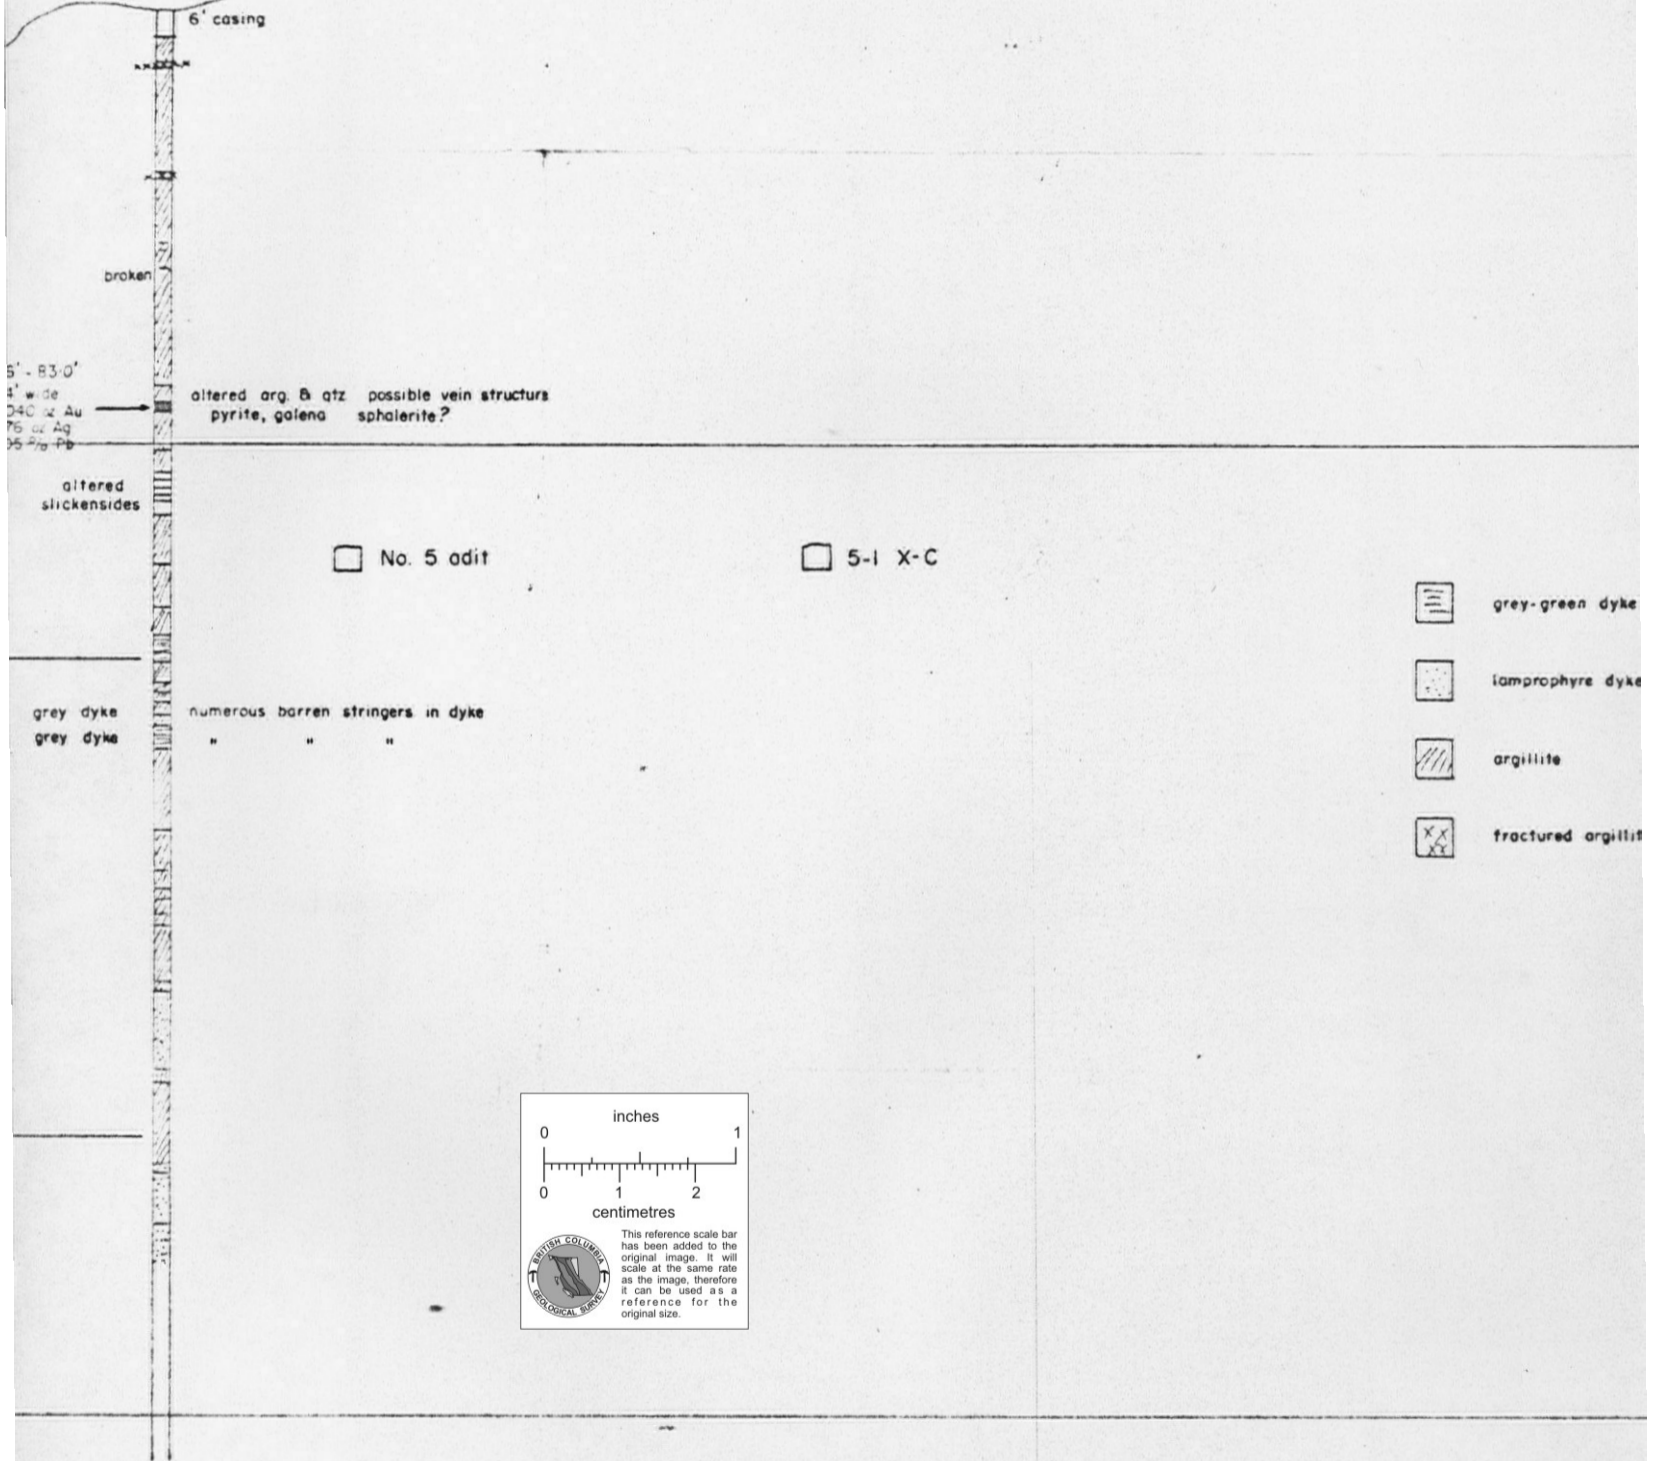 6' casing
broken
6' - 83·0'
4' wide
040 oz Au
76 oz Ag
05 % Pb
altered arg. & qtz possible vein structurs
pyrite, galena sphalerite?
altered
slickensides
No. 5 adit
5-1 X-C
grey-green dyke
lamprophyre dyke
argillite
fractured argillit
grey dyke numerous barren stringers in dyke
grey dyke " " "
inches
0 1
0 1 2
centimetres
This reference scale bar
has been added to the
original image. It will
scale at the same rate
as the image, therefore
it can be used as a
reference for the
original size.
BRITISH COLUMBIA
GEOLOGICAL SURVEY